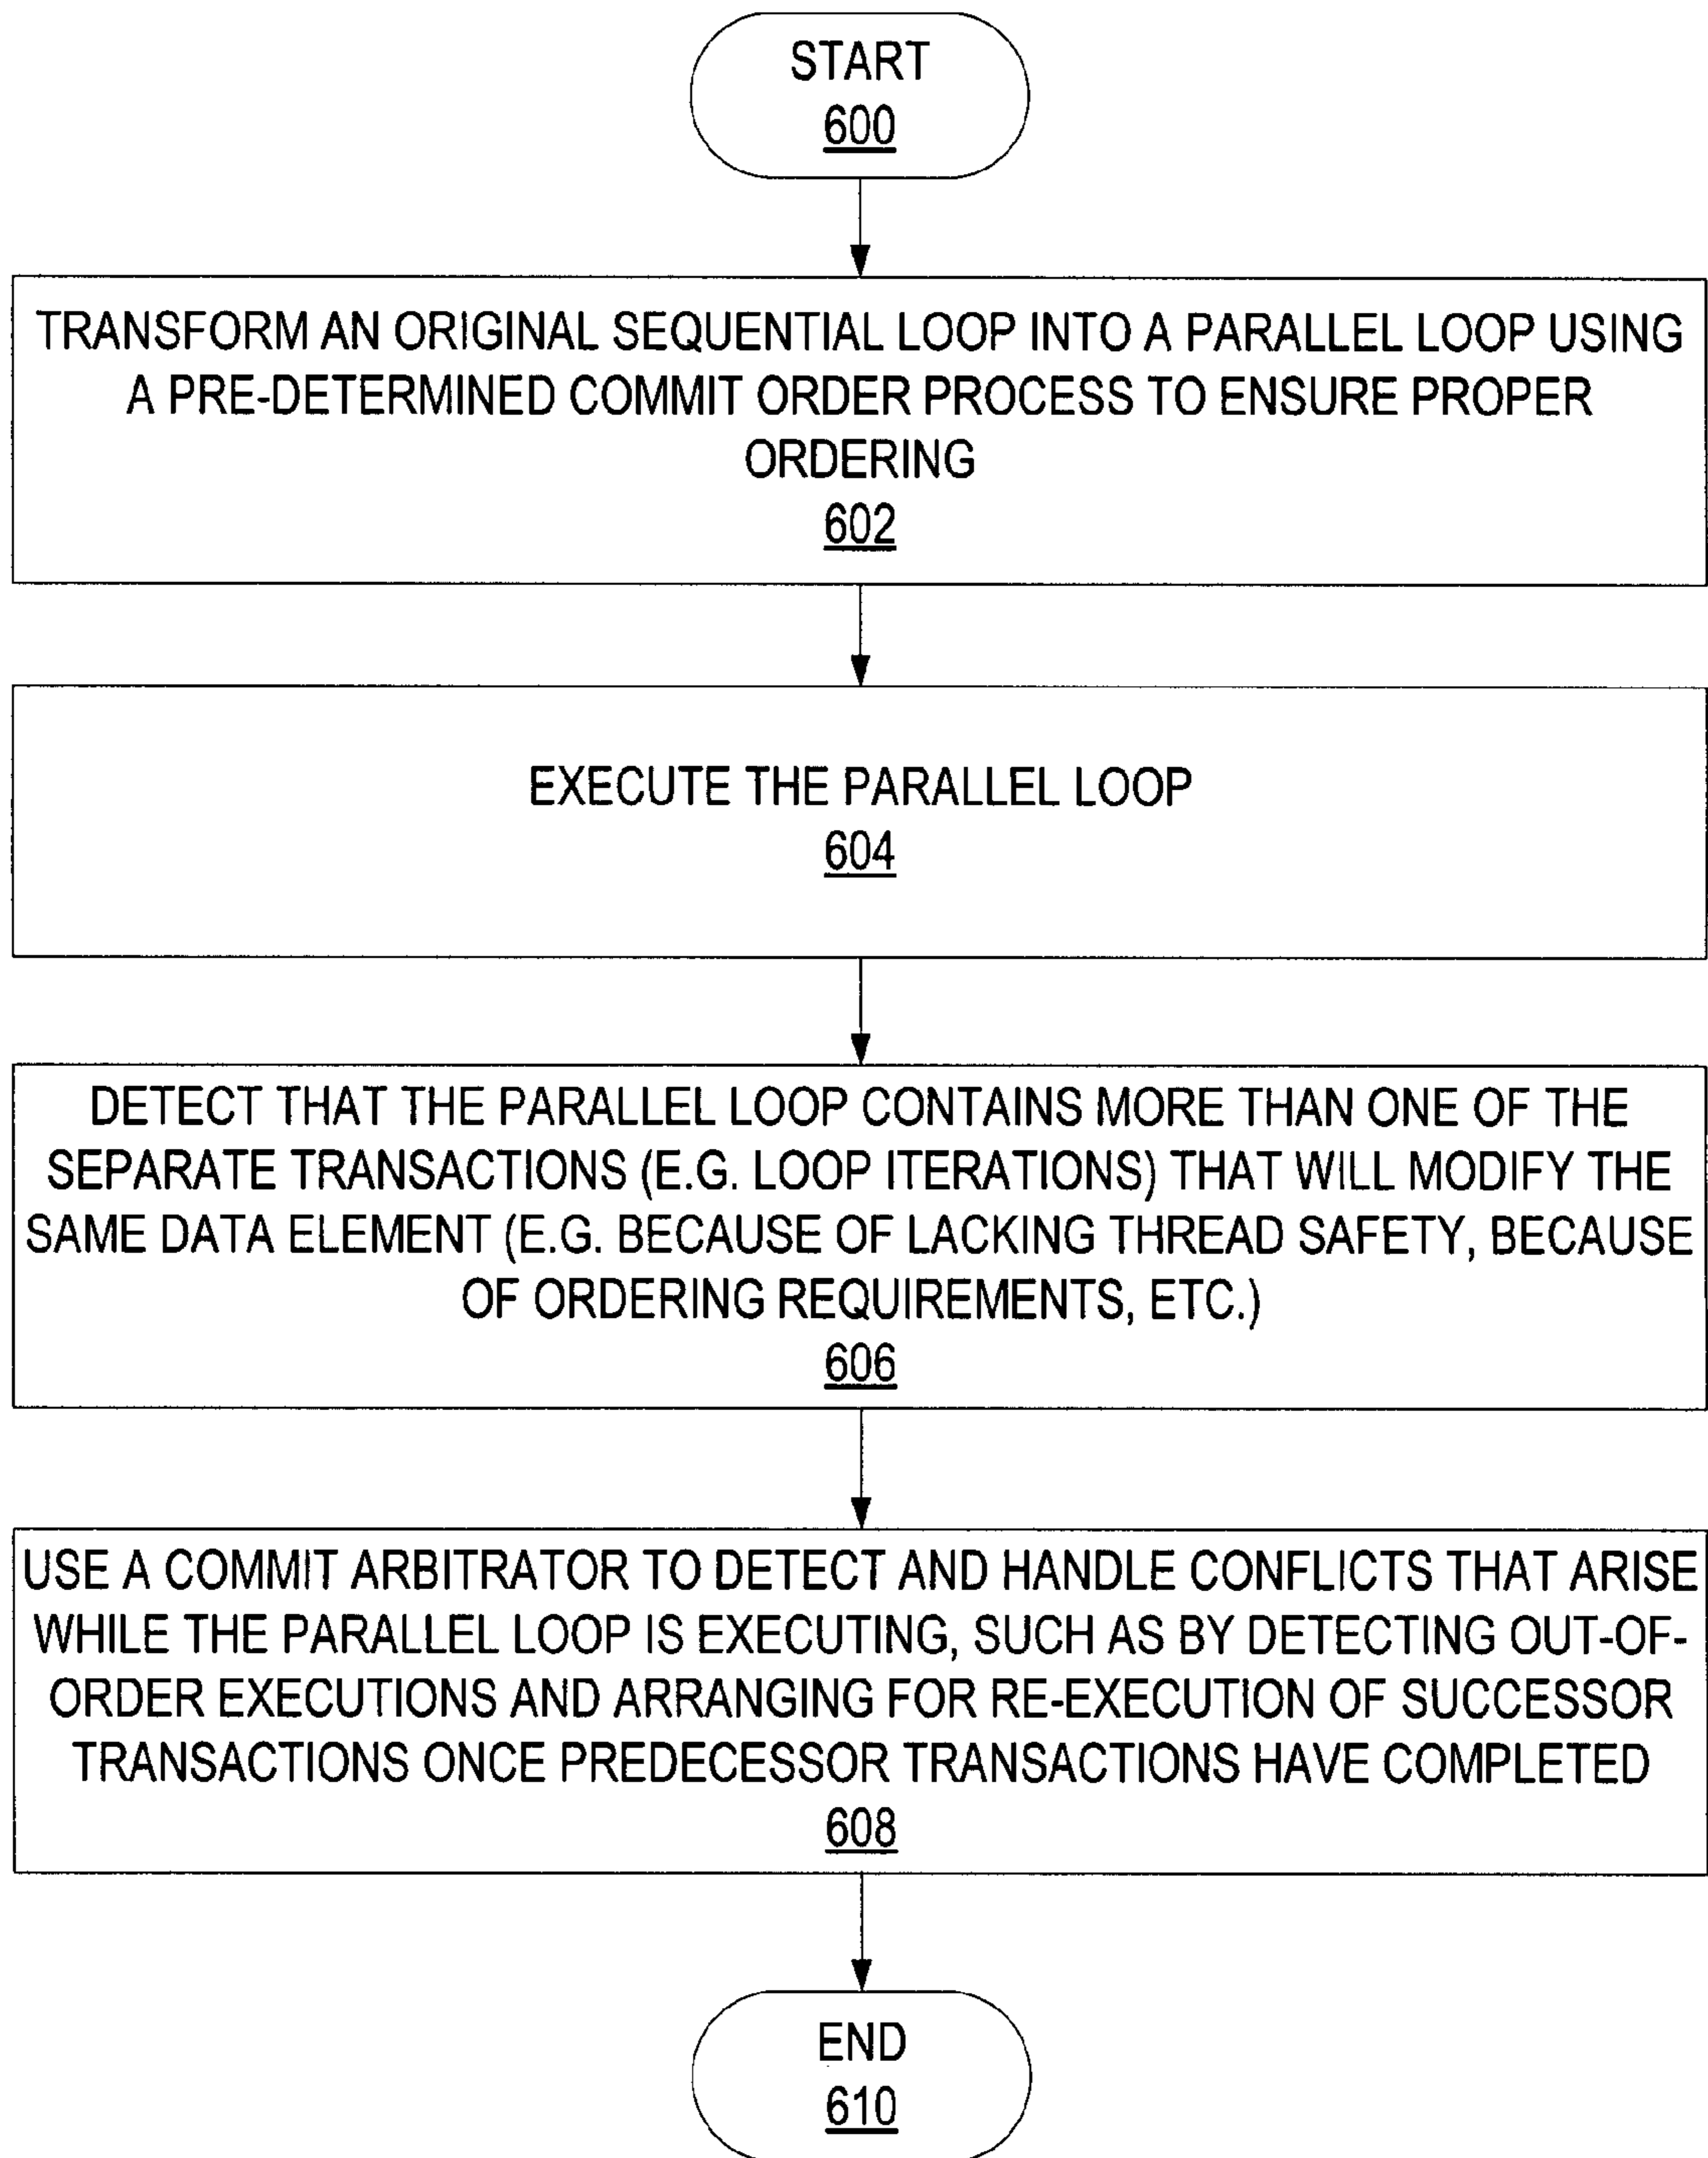 START
600
TRANSFORM AN ORIGINAL SEQUENTIAL LOOP INTO A PARALLEL LOOP USING
A PRE-DETERMINED COMMIT ORDER PROCESS TO ENSURE PROPER
ORDERING
602
EXECUTE THE PARALLEL LOOP
604
DETECT THAT THE PARALLEL LOOP CONTAINS MORE THAN ONE OF THE
SEPARATE TRANSACTIONS (E.G. LOOP ITERATIONS) THAT WILL MODIFY THE
SAME DATA ELEMENT (E.G. BECAUSE OF LACKING THREAD SAFETY, BECAUSE
OF ORDERING REQUIREMENTS, ETC.)
606
USE A COMMIT ARBITRATOR TO DETECT AND HANDLE CONFLICTS THAT ARISE
WHILE THE PARALLEL LOOP IS EXECUTING, SUCH AS BY DETECTING OUT-OF-
ORDER EXECUTIONS AND ARRANGING FOR RE-EXECUTION OF SUCCESSOR
TRANSACTIONS ONCE PREDECESSOR TRANSACTIONS HAVE COMPLETED
608
END
610